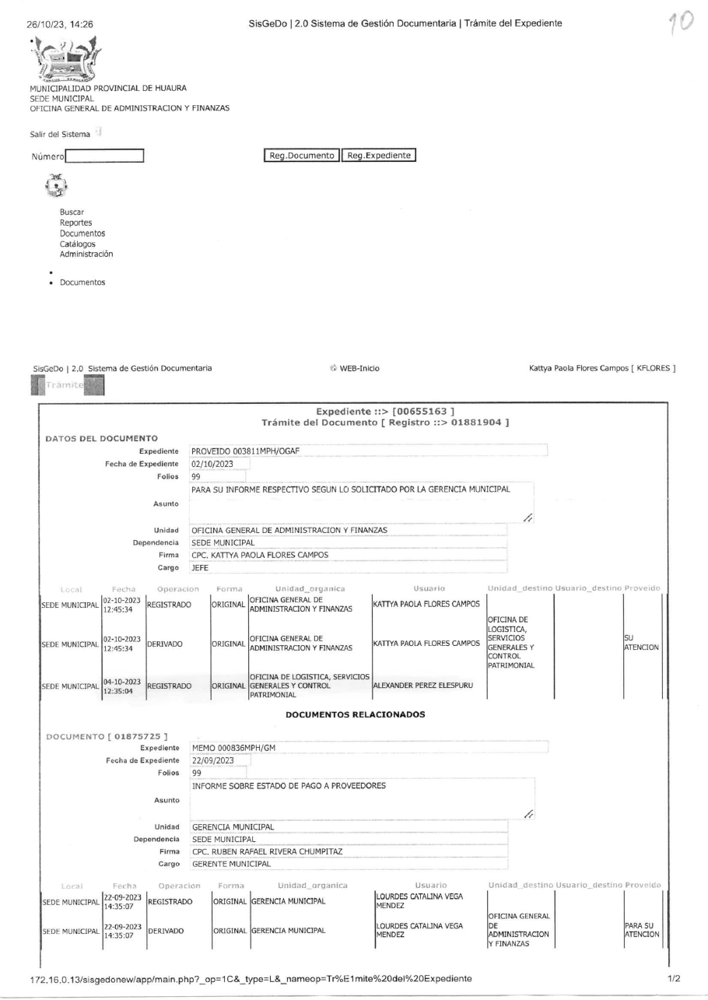 26/10/23, 14:26 SisGeDo | 2.0 Sistema de Gestión Documentaria | Trámite del Expediente 10
MUNICIPALIDAD PROVINCIAL DE HUAURA
SEDE MUNICIPAL
OFICINA GENERAL DE ADMINISTRACION Y FINANZAS
Salir del Sistema
Número Reg.Documento Reg.Expediente
Buscar
Reportes
Documentos
Catálogos
Administración
•
• Documentos
SisGeDo | 2.0 Sistema de Gestión Documentaria WEB-Inicio Kattya Paola Flores Campos [ KFLORES ]
Trámite
Expediente ::> [00655163 ]
Trámite del Documento [ Registro ::> 01881904 ]
DATOS DEL DOCUMENTO
Expediente PROVEIDO 003811MPH/OGAF
Fecha de Expediente 02/10/2023
Folios 99
PARA SU INFORME RESPECTIVO SEGUN LO SOLICITADO POR LA GERENCIA MUNICIPAL
Asunto
Unidad OFICINA GENERAL DE ADMINISTRACION Y FINANZAS
Dependencia SEDE MUNICIPAL
Firma CPC. KATTYA PAOLA FLORES CAMPOS
Cargo JEFE
Local Fecha Operacion Forma Unidad_organica Usuario Unidad_destino Usuario_destino Proveido
SEDE MUNICIPAL 02-10-2023 12:45:34 REGISTRADO ORIGINAL OFICINA GENERAL DE ADMINISTRACION Y FINANZAS KATTYA PAOLA FLORES CAMPOS
SEDE MUNICIPAL 02-10-2023 12:45:34 DERIVADO ORIGINAL OFICINA GENERAL DE ADMINISTRACION Y FINANZAS KATTYA PAOLA FLORES CAMPOS OFICINA DE LOGISTICA, SERVICIOS GENERALES Y CONTROL PATRIMONIAL SU ATENCION
SEDE MUNICIPAL 04-10-2023 12:35:04 REGISTRADO ORIGINAL OFICINA DE LOGISTICA, SERVICIOS GENERALES Y CONTROL PATRIMONIAL ALEXANDER PEREZ ELESPURU
DOCUMENTOS RELACIONADOS
DOCUMENTO [ 01875725 ]
Expediente MEMO 000836MPH/GM
Fecha de Expediente 22/09/2023
Folios 99
INFORME SOBRE ESTADO DE PAGO A PROVEEDORES
Asunto
Unidad GERENCIA MUNICIPAL
Dependencia SEDE MUNICIPAL
Firma CPC. RUBEN RAFAEL RIVERA CHUMPITAZ
Cargo GERENTE MUNICIPAL
Local Fecha Operacion Forma Unidad_organica Usuario Unidad_destino Usuario_destino Proveido
SEDE MUNICIPAL 22-09-2023 14:35:07 REGISTRADO ORIGINAL GERENCIA MUNICIPAL LOURDES CATALINA VEGA MENDEZ
SEDE MUNICIPAL 22-09-2023 14:35:07 DERIVADO ORIGINAL GERENCIA MUNICIPAL LOURDES CATALINA VEGA MENDEZ OFICINA GENERAL DE ADMINISTRACION Y FINANZAS PARA SU ATENCION
172.16.0.13/sisgedonew/app/main.php?_op=1C&_type=L&_nameop=Tr%E1mite%20del%20Expediente 1/2